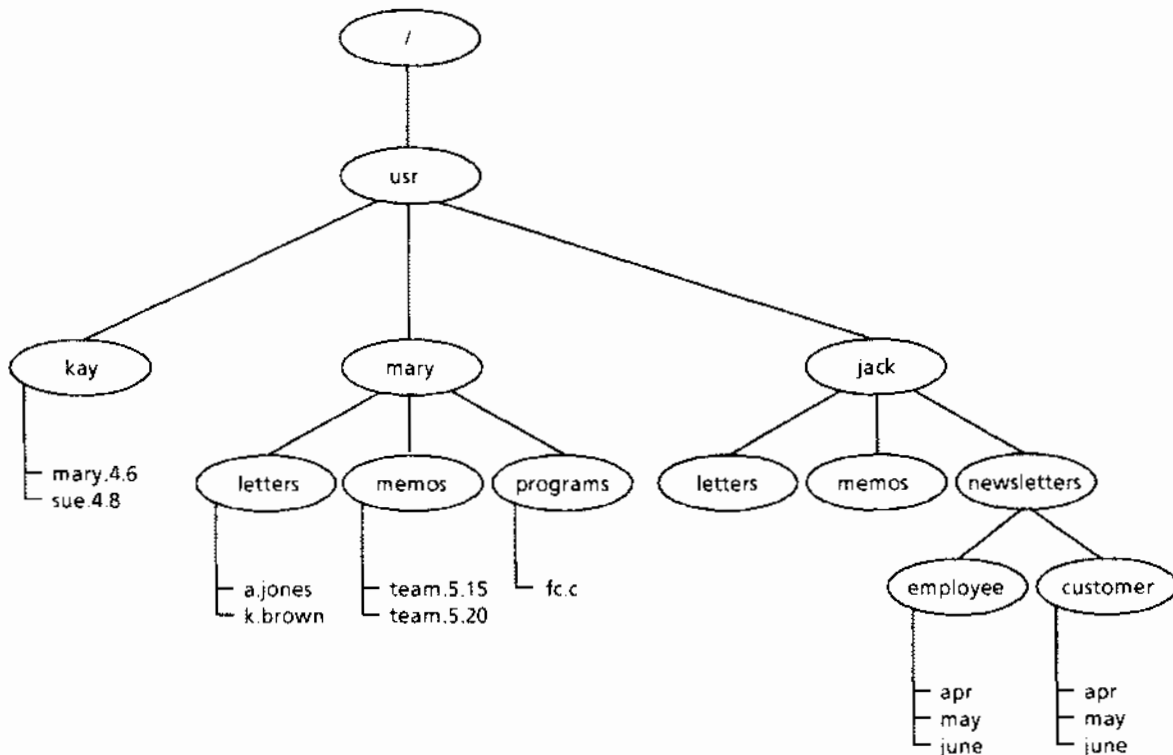 /
usr
kay
mary
jack
mary.4.6
sue.4.8
letters
memos
programs
letters
memos
newsletters
a.jones
k.brown
team.5.15
team.5.20
fc.c
employee
customer
apr
may
june
apr
may
june